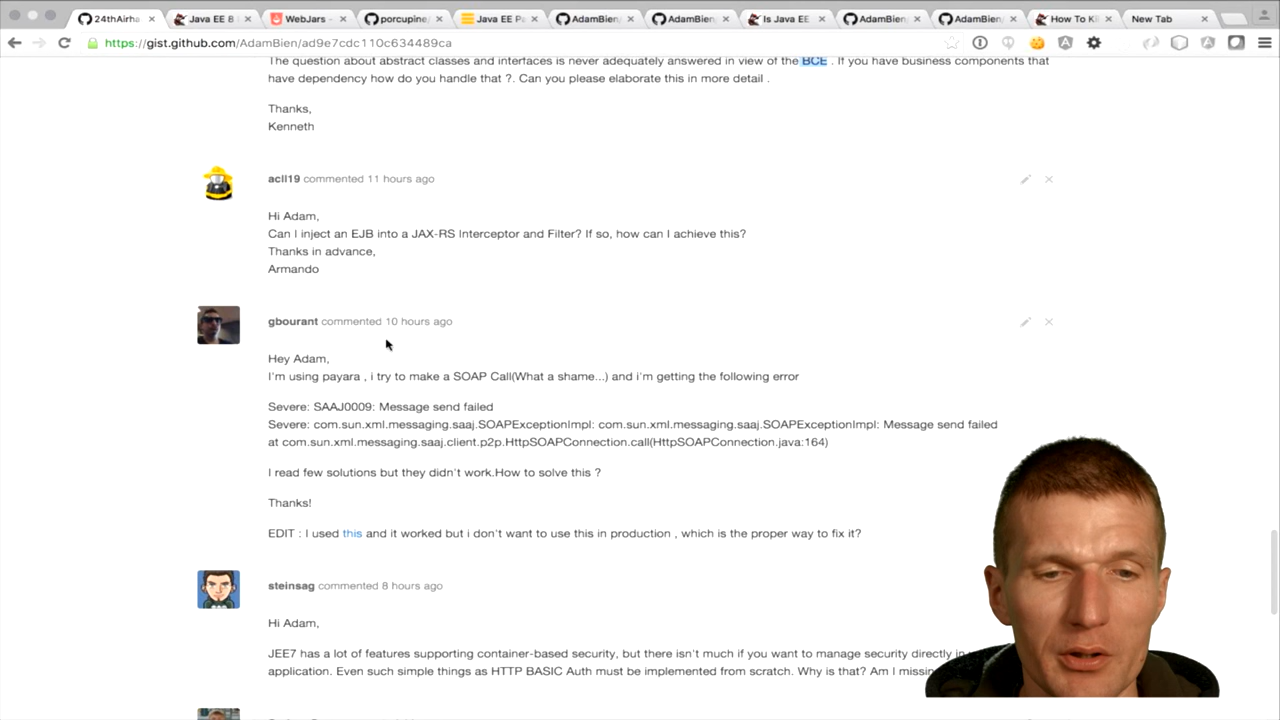 24thAirha
Java EE 8
WebJars -
porcupine/
Java EE Pa
AdamBien/
AdamBien/
Is Java EE
AdamBien/
AdamBien/
How To Kil
New Tab
https://gist.github.com/AdamBien/ad9e7cdc110c634489ca
The question about abstract classes and interfaces is never adequately answered in view of the BCE . If you have business components that
have dependency how do you handle that ?. Can you please elaborate this in more detail .
Thanks,
Kenneth
acll19 commented 11 hours ago
Hi Adam,
Can I inject an EJB into a JAX-RS Interceptor and Filter? If so, how can I achieve this?
Thanks in advance,
Armando
gbourant commented 10 hours ago
Hey Adam,
I'm using payara , i try to make a SOAP Call(What a shame...) and i'm getting the following error
Severe: SAAJ0009: Message send failed
Severe: com.sun.xml.messaging.saaj.SOAPExceptionImpl: com.sun.xml.messaging.saaj.SOAPExceptionImpl: Message send failed
at com.sun.xml.messaging.saaj.client.p2p.HttpSOAPConnection.call(HttpSOAPConnection.java:164)
I read few solutions but they didn't work.How to solve this ?
Thanks!
EDIT : I used this and it worked but i don't want to use this in production , which is the proper way to fix it?
steinsag commented 8 hours ago
Hi Adam,
JEE7 has a lot of features supporting container-based security, but there isn't much if you want to manage security directly in
application. Even such simple things as HTTP BASIC Auth must be implemented from scratch. Why is that? Am I missin